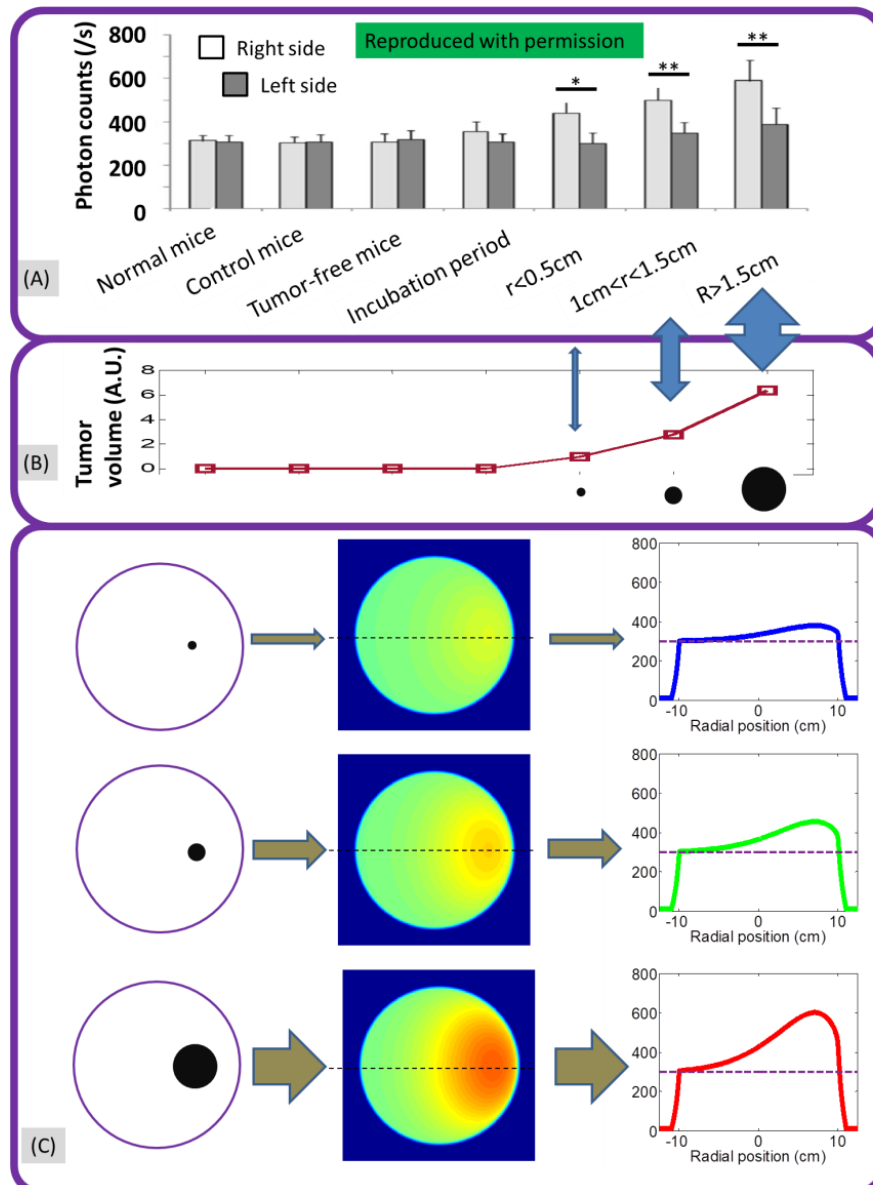 800
600
400
200
0
Photon counts (/s)
Right side
Left side
Reproduced with permission
*
**
**
Normal mice
Control mice
Tumor-free mice
Incubation period
r<0.5cm
1cm<r<1.5cm
R>1.5cm
(A)
Tumor
volume (A.U.)
8
6
4
2
0
(B)
800
600
400
200
0
-10 0 10
Radial position (cm)
800
600
400
200
0
-10 0 10
Radial position (cm)
800
600
400
200
0
-10 0 10
Radial position (cm)
(C)